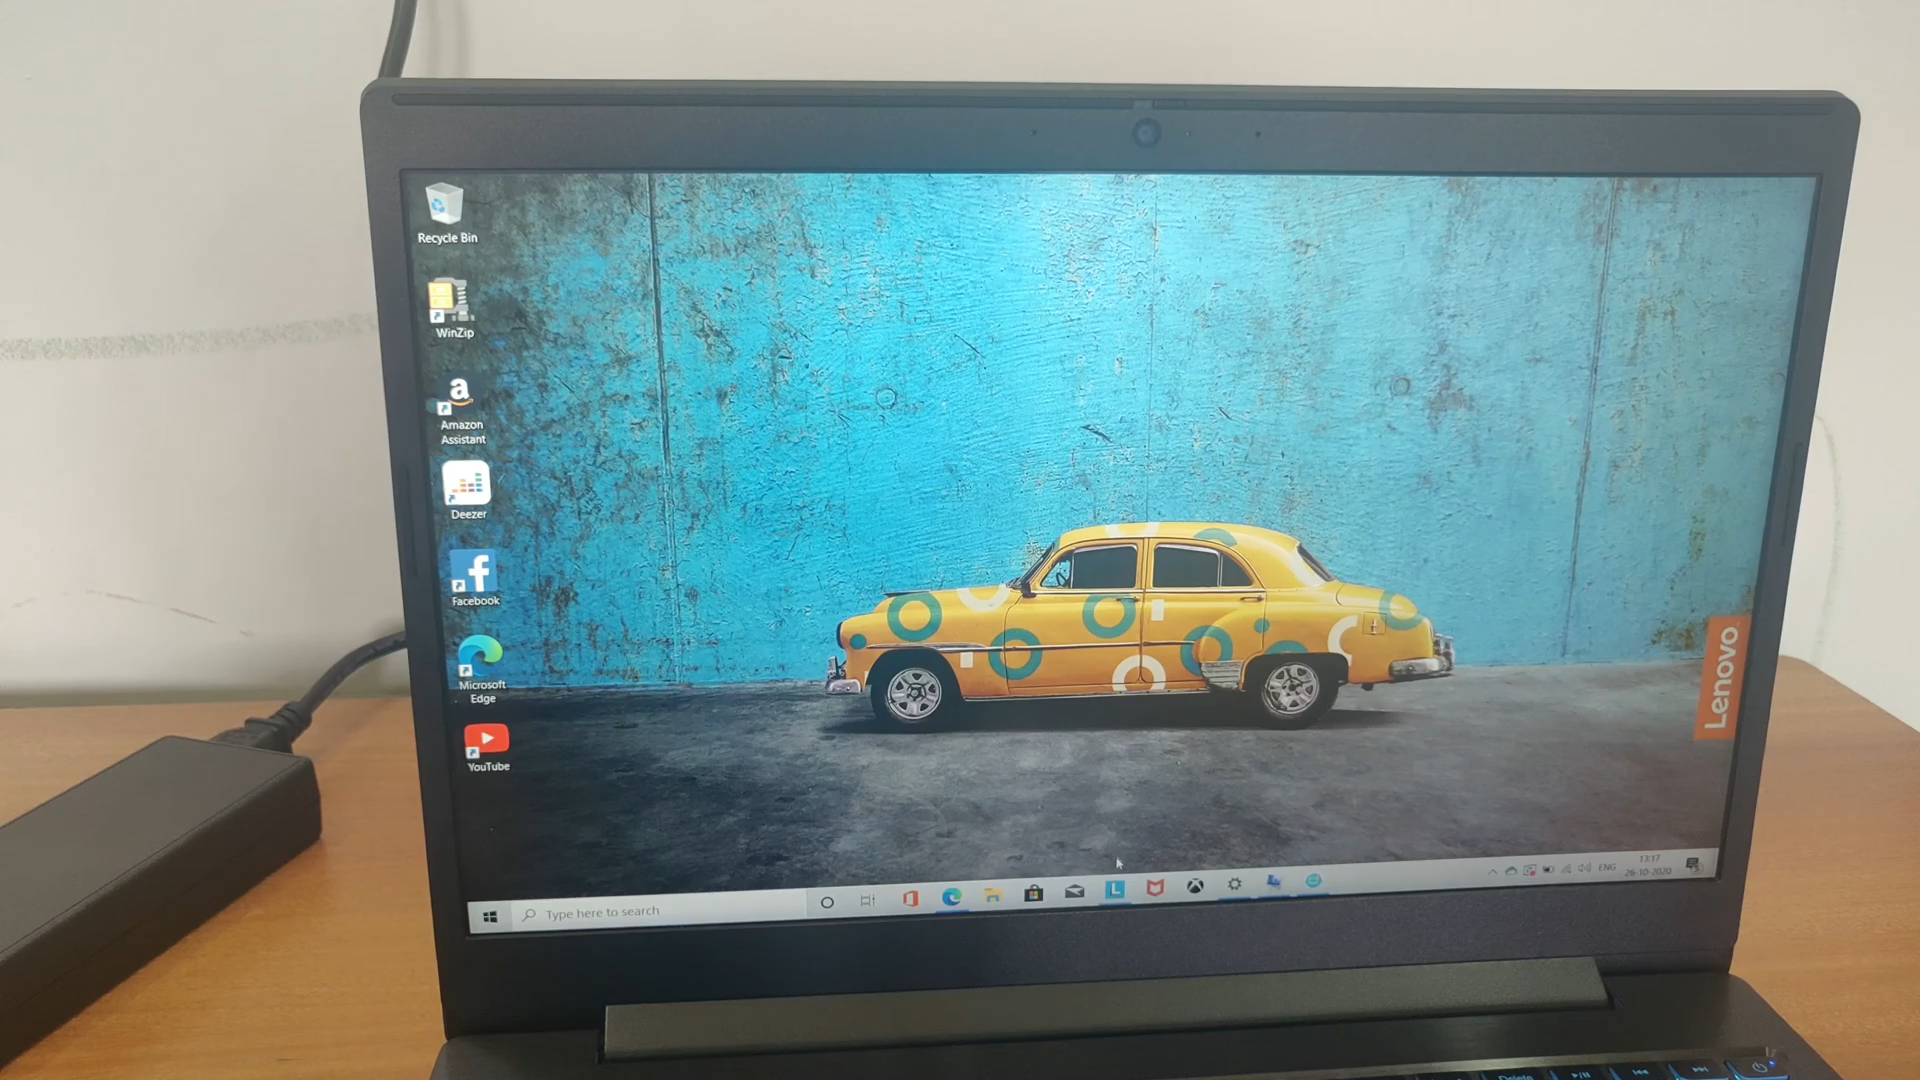 Recycle Bin
WinZip
a
Amazon
Assistant
Deezer
f
Facebook
Microsoft
Edge
YouTube
Lenovo
Type here to search
L
ENG
13:17
26-10-2020
Delete